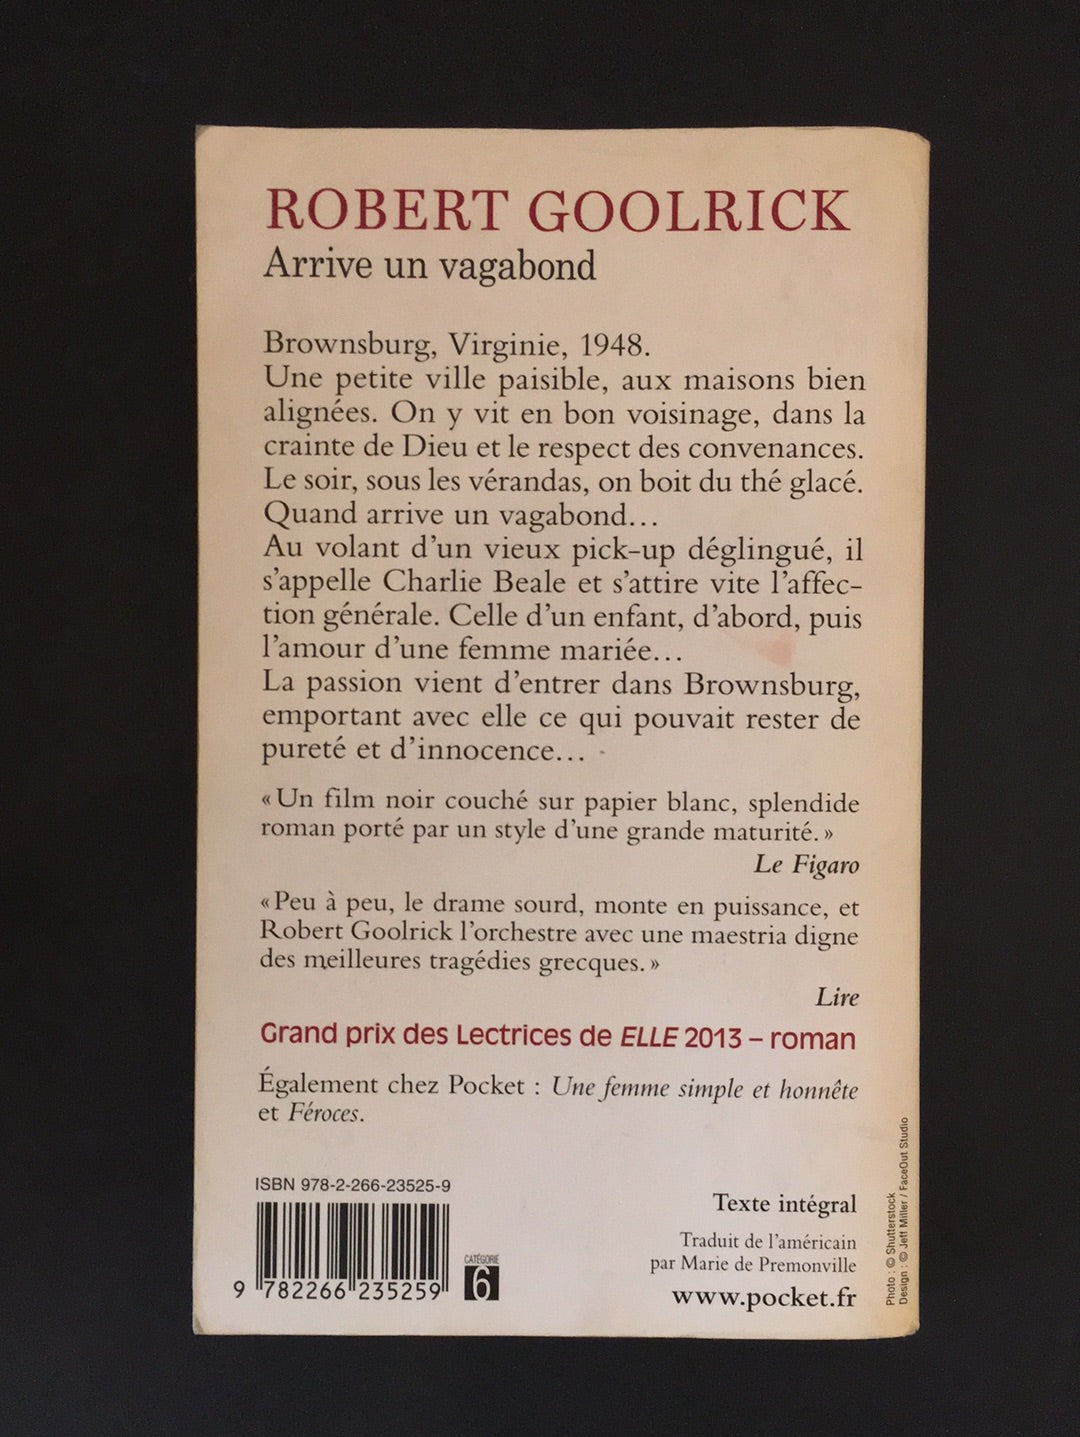 ROBERT GOOLRICK
Arrive un vagabond
Brownsburg, Virginie, 1948.
Une petite ville paisible, aux maisons bien
alignées. On y vit en bon voisinage, dans la
crainte de Dieu et le respect des convenances.
Le soir, sous les vérandas, on boit du thé glacé.
Quand arrive un vagabond…
Au volant d’un vieux pick-up déglingué, il
s’appelle Charlie Beale et s’attire vite l’affec-
tion générale. Celle d’un enfant, d’abord, puis
l’amour d’une femme mariée…
La passion vient d’entrer dans Brownsburg,
emportant avec elle ce qui pouvait rester de
pureté et d’innocence…
« Un film noir couché sur papier blanc, splendide
roman porté par un style d’une grande maturité. »
Le Figaro
« Peu à peu, le drame sourd, monte en puissance, et
Robert Goolrick l’orchestre avec une maestria digne
des meilleures tragédies grecques. »
Lire
Grand prix des Lectrices de ELLE 2013 – roman
Également chez Pocket : Une femme simple et honnête
et Féroces.
ISBN 978-2-266-23525-9
9 782266 235259
CATÉGORIE
6
Texte intégral
Traduit de l’américain
par Marie de Premonville
www.pocket.fr
Photo : © Shutterstock
Design : © Jeff Miller / FaceOut Studio